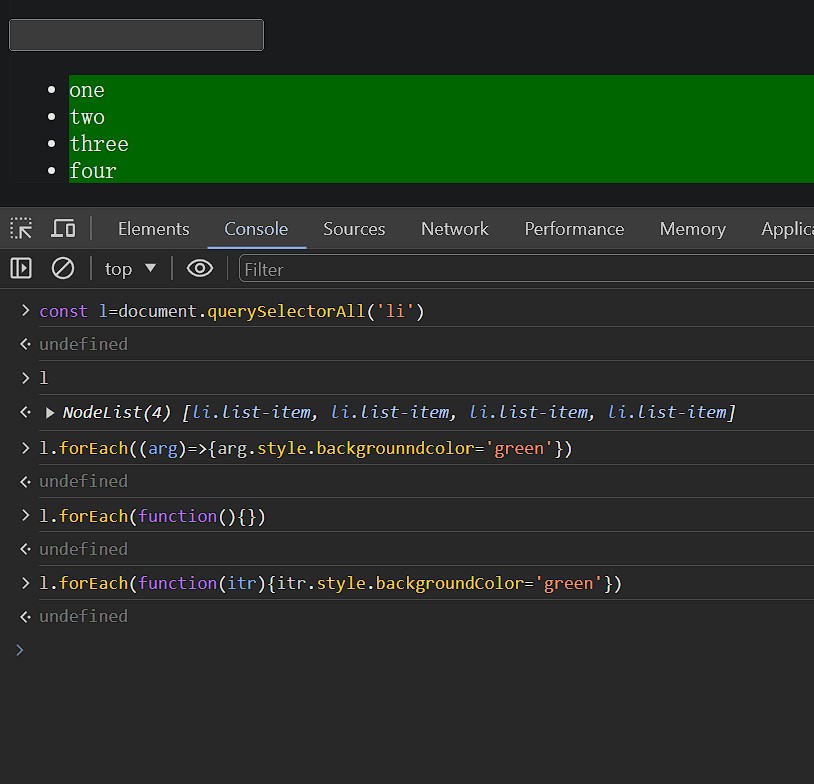 one
two
three
four
Elements Console Sources Network Performance Memory Applica
top Filter
const l=document.querySelectorAll('li')
undefined
l
NodeList(4) [li.list-item, li.list-item, li.list-item, li.list-item]
l.forEach((arg)=>{arg.style.backgrounndcolor='green'})
undefined
l.forEach(function(){})
undefined
l.forEach(function(itr){itr.style.backgroundColor='green'})
undefined